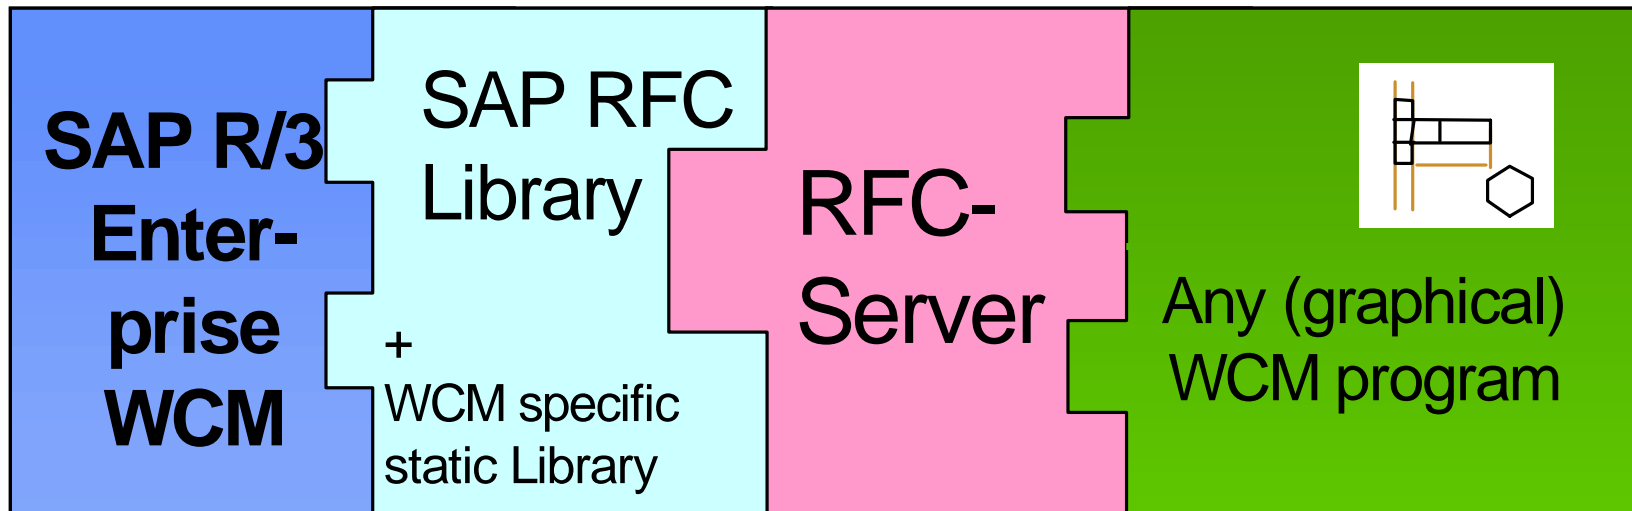 SAP R/3
Enter-
prise
WCM
SAP RFC
Library
+
WCM specific
static Library
RFC-
Server
Any (graphical)
WCM program